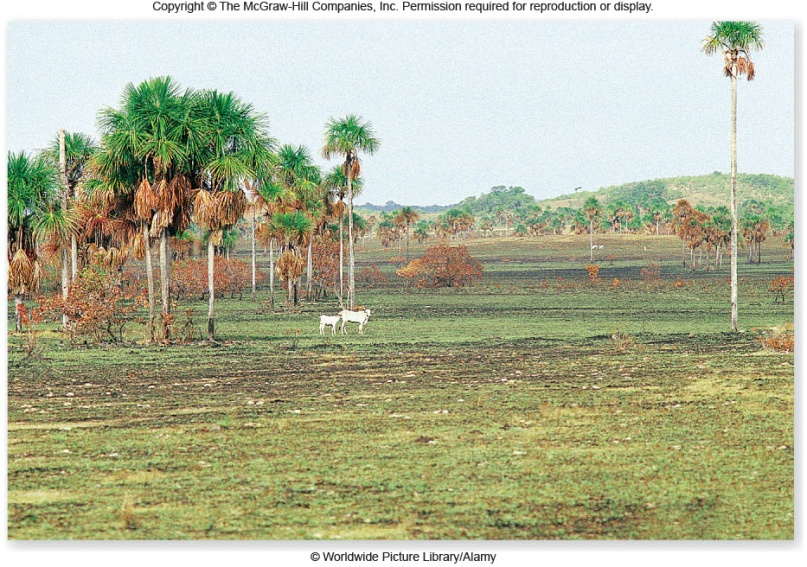 Copyright © The McGraw-Hill Companies, Inc. Permission required for reproduction or display.
© Worldwide Picture Library/Alamy